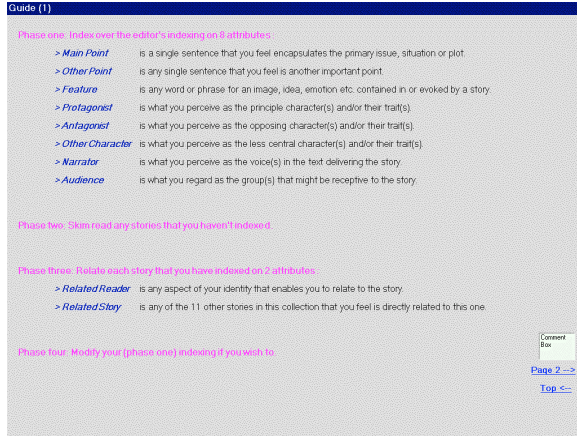 Guide (1)
Phase one: Index over the editor's indexing on 8 attributes:
> Main Point is a single sentence that you feel encapsulates the primary issue, situation or plot.
> Other Point is any single sentence that you feel is another important point.
> Feature is any word or phrase for an image, idea, emotion etc. contained in or evoked by a story.
> Protagonist is what you perceive as the principle character(s) and/or their trait(s).
> Antagonist is what you perceive as the opposing character(s) and/or their trait(s).
> Other Character is what you perceive as the less central character(s) and/or their trait(s).
> Narrator is what you perceive as the voice(s) in the text delivering the story.
> Audience is what you regard as the group(s) that might be receptive to the story.
Phase two: Skim read any stories that you haven't indexed.
Phase three: Relate each story that you have indexed on 2 attributes:
> Related Reader is any aspect of your identity that enables you to relate to the story.
> Related Story is any of the 11 other stories in this collection that you feel is directly related to this one.
Phase four: Modify your (phase one) indexing if you wish to.
Comment
Box
Page 2 -->
Top <--